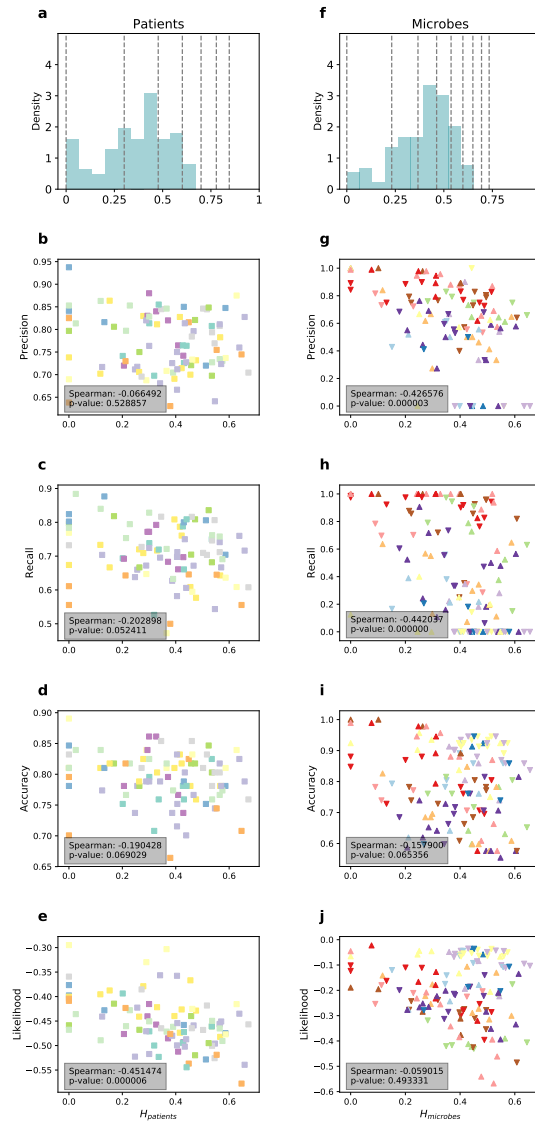 a
f
Patients
Microbes
Density
Density
0
1
2
3
4
0
1
2
3
4
0
0.25
0.5
0.75
1
0
0.25
0.5
0.75
b
g
Precision
Precision
0.95
0.90
0.85
0.80
0.75
0.70
0.65
1.0
0.8
0.6
0.4
0.2
0.0
Spearman: -0.066492
p-value: 0.528857
Spearman: -0.426576
p-value: 0.000003
0.0
0.2
0.4
0.6
0.0
0.2
0.4
0.6
c
h
Recall
Recall
0.9
0.8
0.7
0.6
0.5
1.0
0.8
0.6
0.4
0.2
0.0
Spearman: -0.202898
p-value: 0.052411
Spearman: -0.442037
p-value: 0.000000
0.0
0.2
0.4
0.6
0.0
0.2
0.4
0.6
d
i
Accuracy
Accuracy
0.90
0.85
0.80
0.75
0.70
0.65
1.0
0.9
0.8
0.7
0.6
Spearman: -0.190428
p-value: 0.069029
Spearman: -0.157900
p-value: 0.065356
0.0
0.2
0.4
0.6
0.0
0.2
0.4
0.6
e
j
Likelihood
Likelihood
−0.30
−0.35
−0.40
−0.45
−0.50
−0.55
0.0
−0.1
−0.2
−0.3
−0.4
−0.5
−0.6
Spearman: -0.451474
p-value: 0.000006
Spearman: -0.059015
p-value: 0.493331
0.0
0.2
0.4
0.6
0.0
0.2
0.4
0.6
H patients
H microbes